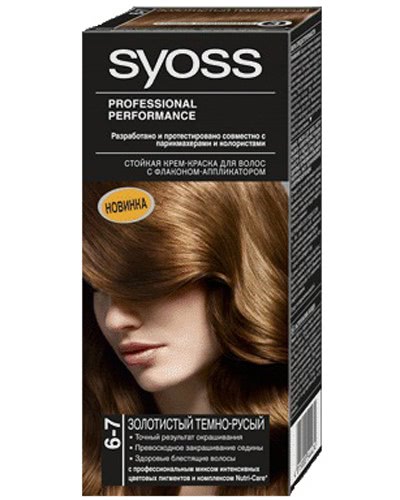 syoss
PROFESSIONAL
PERFORMANCE
Разработано и протестировано совместно с
парикмахерами и колористами
СТОЙКАЯ КРЕМ-КРАСКА ДЛЯ ВОЛОС
С ФЛАКОНОМ-АППЛИКАТОРОМ
НОВИНКА
6-7
ЗОЛОТИСТЫЙ ТЕМНО-РУСЫЙ
• Точный результат окрашивания
• Превосходное закрашивание седины
• Здоровые блестящие волосы
с профессиональным миксом интенсивных
цветовых пигментов и комплексом Nutri-Care*